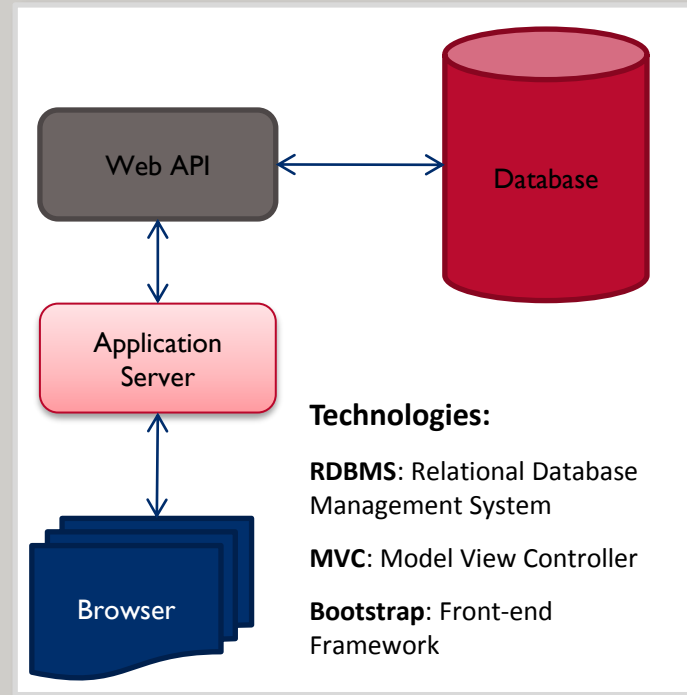 Web API
Database
Application
Server
Browser
Technologies:
RDBMS: Relational Database
Management System
MVC: Model View Controller
Bootstrap: Front-end
Framework